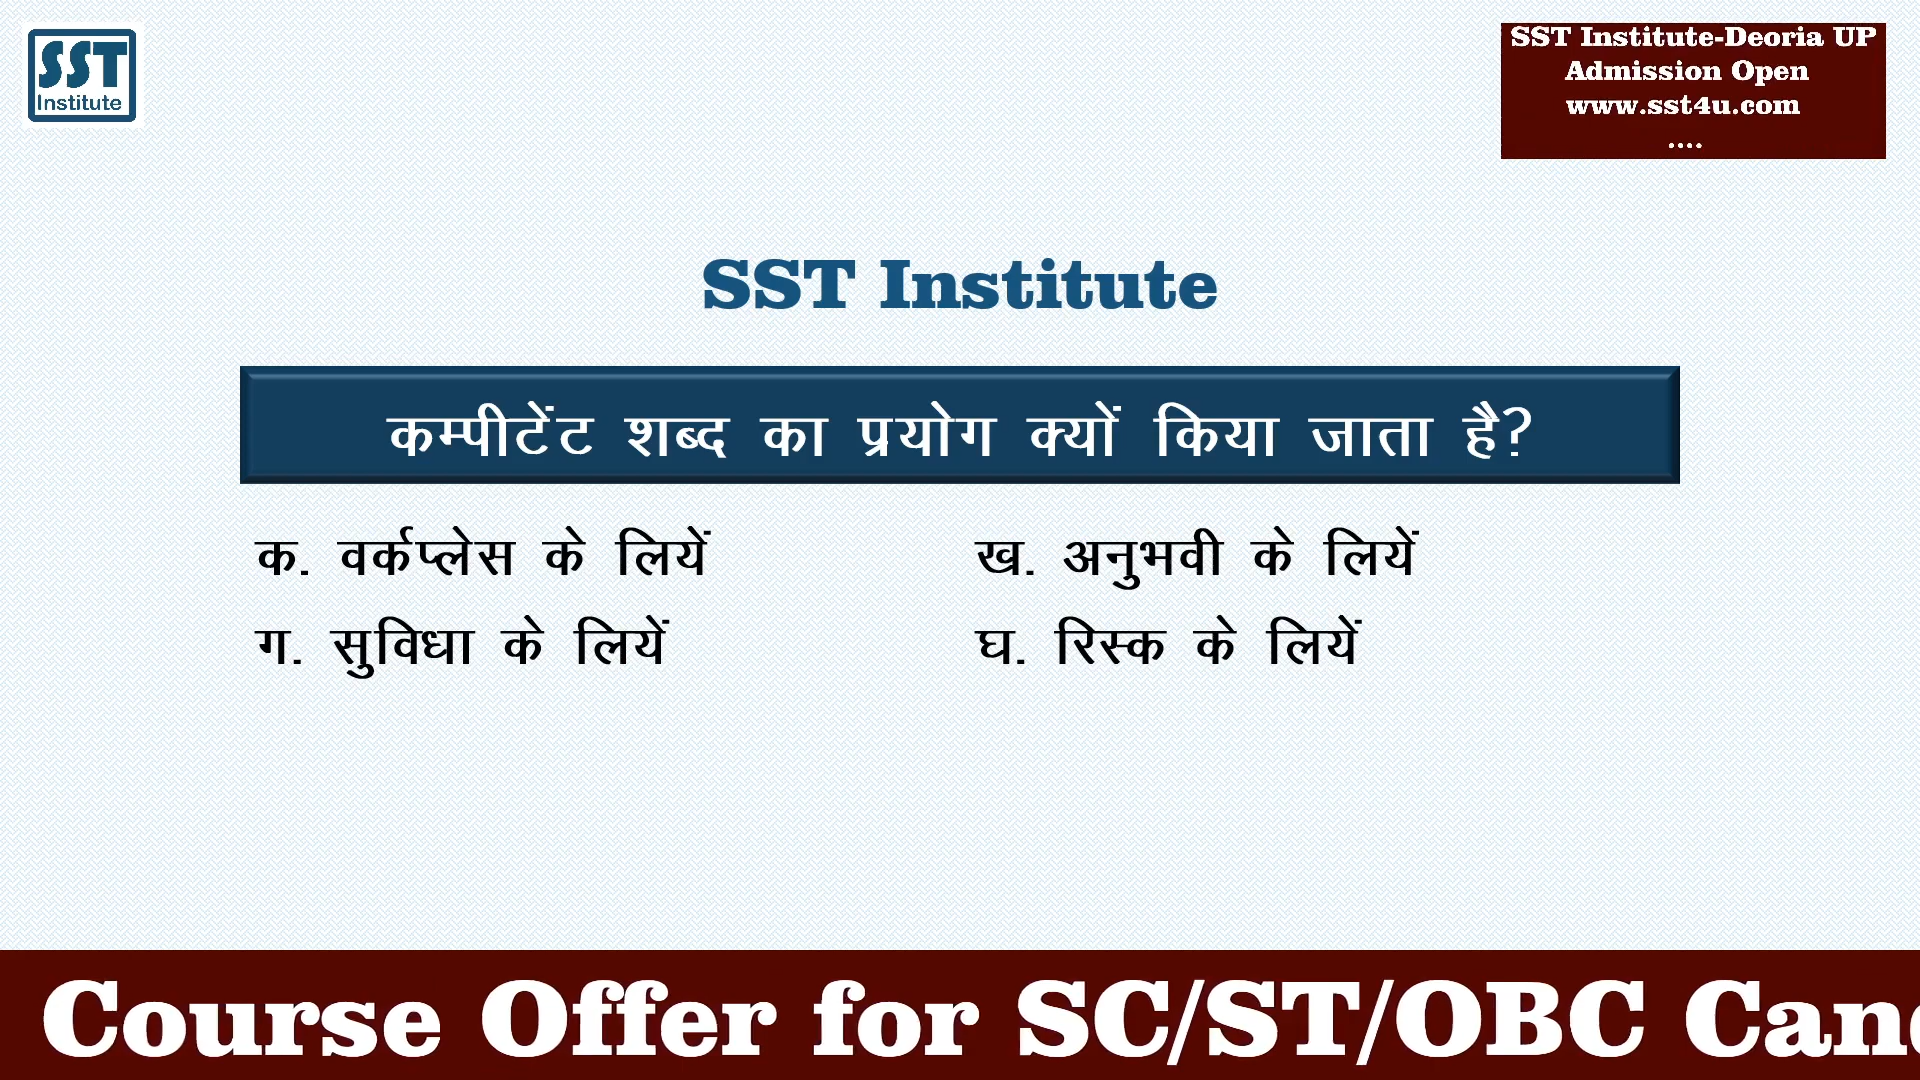 SST
Institute
SST Institute-Deoria UP
Admission Open
www.sst4u.com
....
SST Institute
कम्पीटेंट शब्द का प्रयोग क्यों किया जाता है?
क. वर्कप्लेस के लियें
ख. अनुभवी के लियें
ग. सुविधा के लियें
घ. रिस्क के लियें
Course Offer for SC/ST/OBC